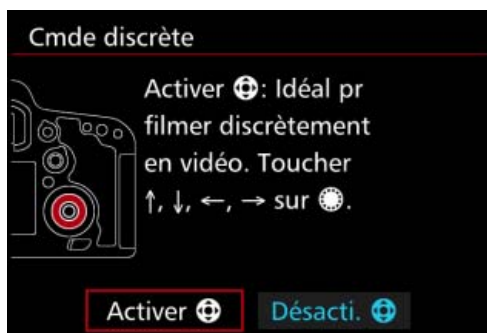 Cmde discrète
Activer : Idéal pr
filmer discrètement
en vidéo. Toucher
↑, ↓, ←, → sur .
Activer
Désacti.